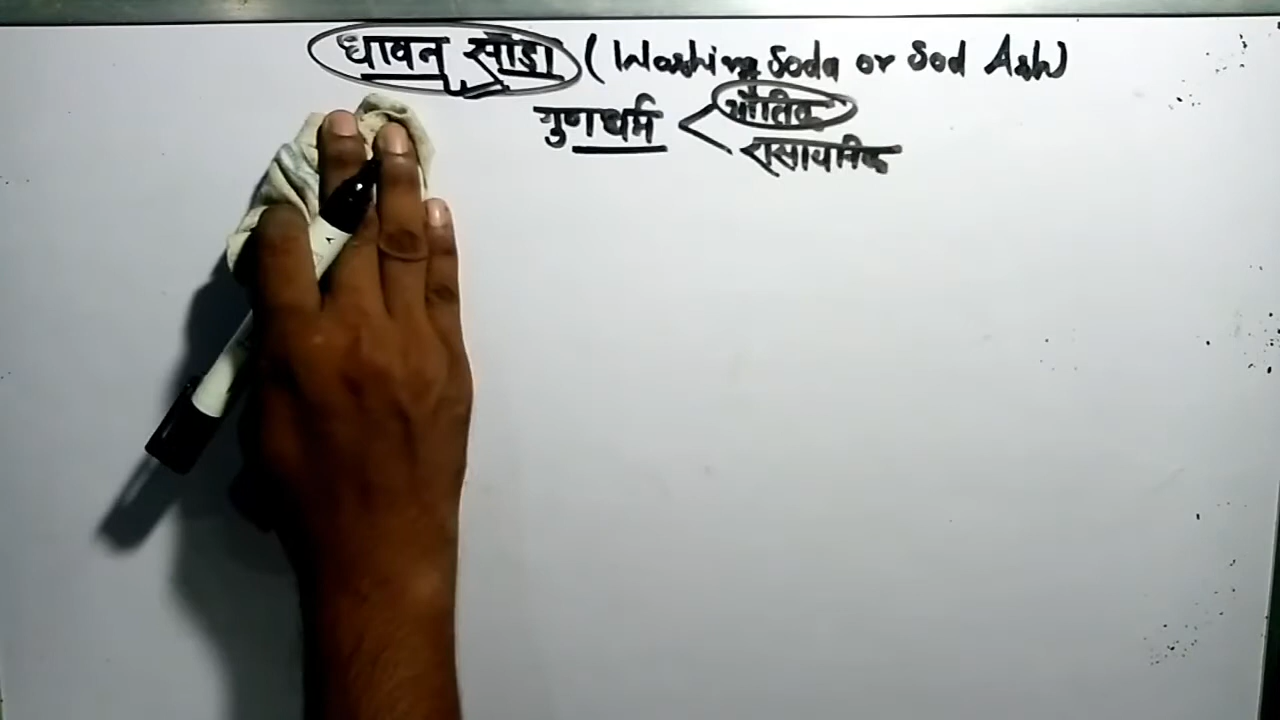 धावन सोडा (Washing Soda or Sod Ash)
गुणधर्म < भौतिक
रासायनिक